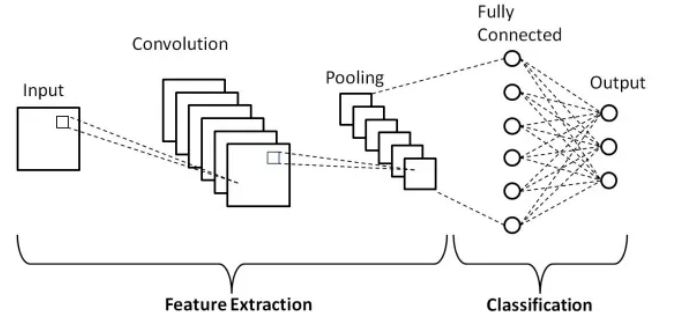 Input
Convolution
Pooling
Fully
Connected
Output
Feature Extraction
Classification